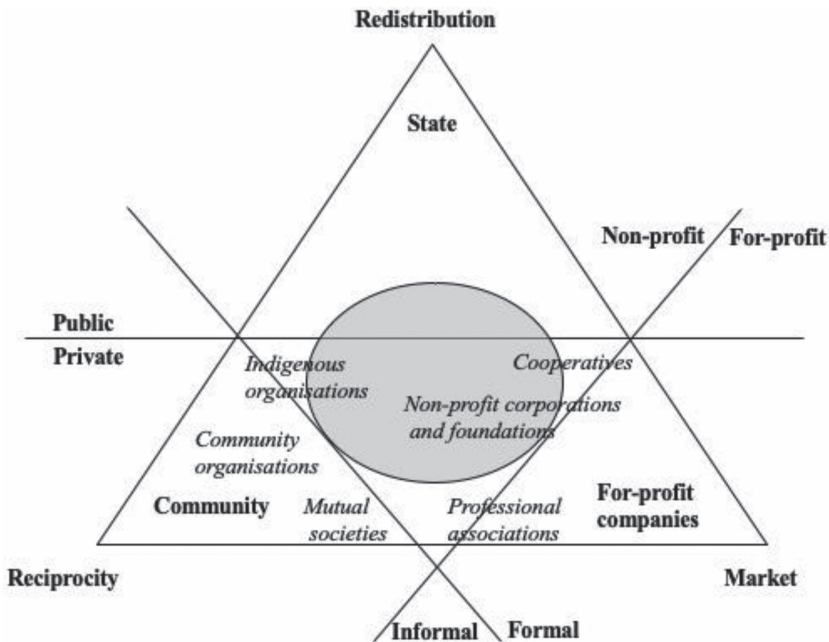 Redistribution
State
Non-profit For-profit
Public
Private
Indigenous
organisations
Cooperatives
Non-profit corporations
and foundations
Community
organisations
Community
Mutual
societies
Professional
associations
For-profit
companies
Reciprocity
Market
Informal Formal